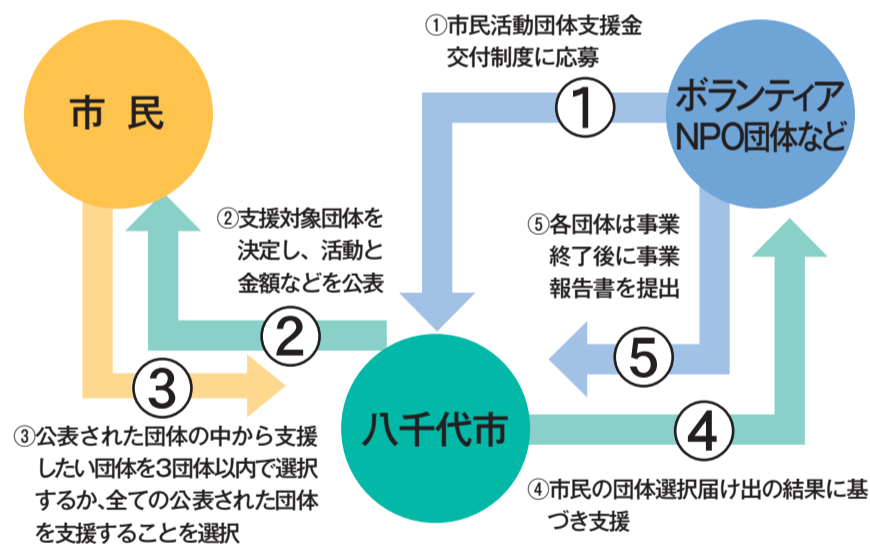 ①市民活動団体支援金
交付制度に応募
市民
①
ボランティア
NPO団体など
②支援対象団体を
決定し、活動と
金額などを公表
⑤各団体は事業
終了後に事業
報告書を提出
②
⑤
③
八千代市
④
③公表された団体の中から支援
したい団体を3団体以内で選択
するか、全ての公表された団体
を支援することを選択
④市民の団体選択届け出の結果に基
づき支援